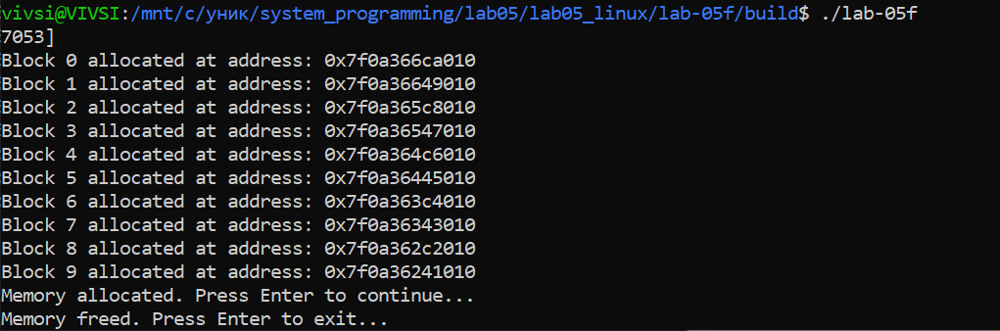 vivsi@VIVSI:/mnt/c/уник/system_programming/lab05/lab05_linux/lab-05f/build$ ./lab-05f
7053]
Block 0 allocated at address: 0x7f0a366ca010
Block 1 allocated at address: 0x7f0a36649010
Block 2 allocated at address: 0x7f0a365c8010
Block 3 allocated at address: 0x7f0a36547010
Block 4 allocated at address: 0x7f0a364c6010
Block 5 allocated at address: 0x7f0a36445010
Block 6 allocated at address: 0x7f0a363c4010
Block 7 allocated at address: 0x7f0a36343010
Block 8 allocated at address: 0x7f0a362c2010
Block 9 allocated at address: 0x7f0a36241010
Memory allocated. Press Enter to continue...
Memory freed. Press Enter to exit...